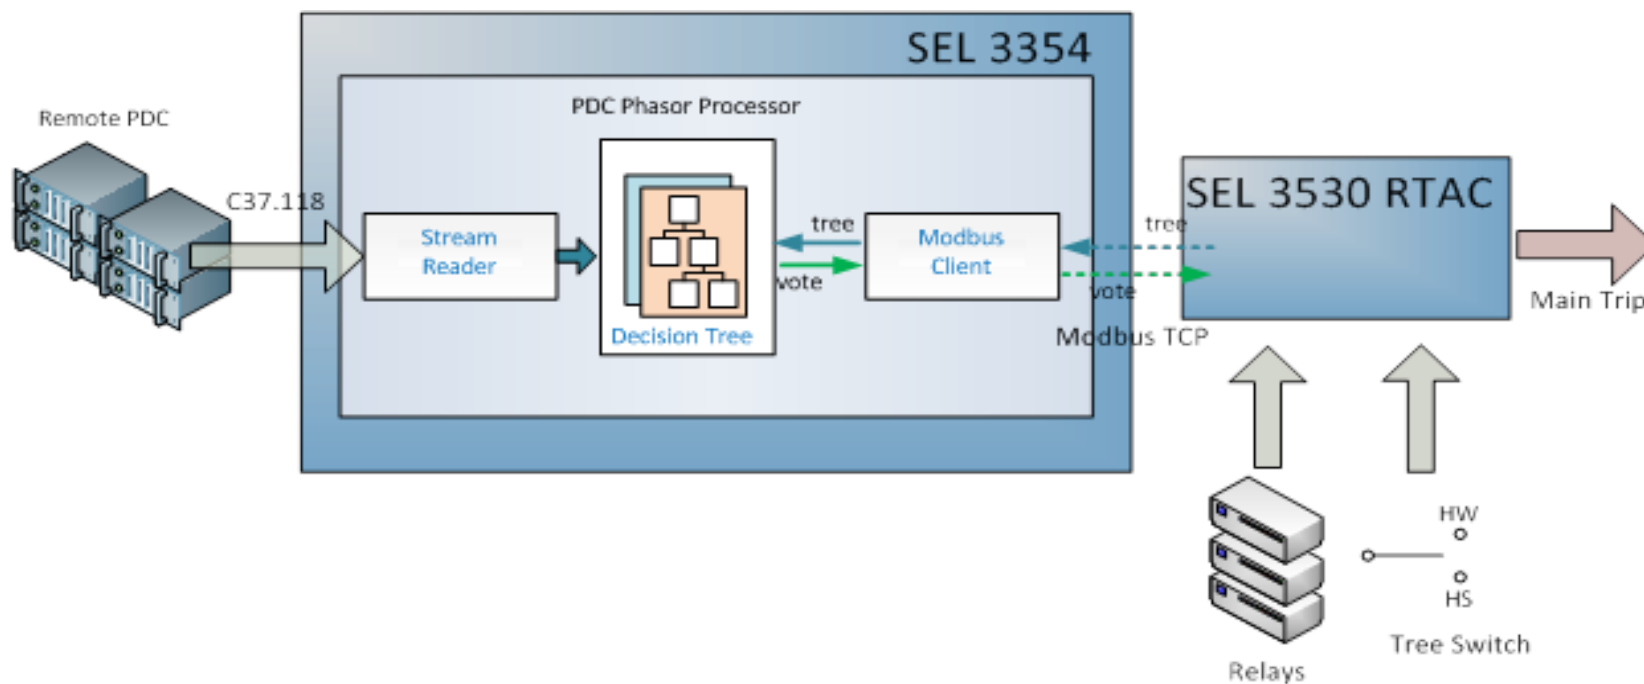 SEL 3354
PDC Phasor Processor
Remote PDC
C37.118
Stream
Reader
Decision Tree
tree
vote
Modbus
Client
tree
vote
Modbus TCP
SEL 3530 RTAC
Main Trip
HW
HS
Tree Switch
Relays